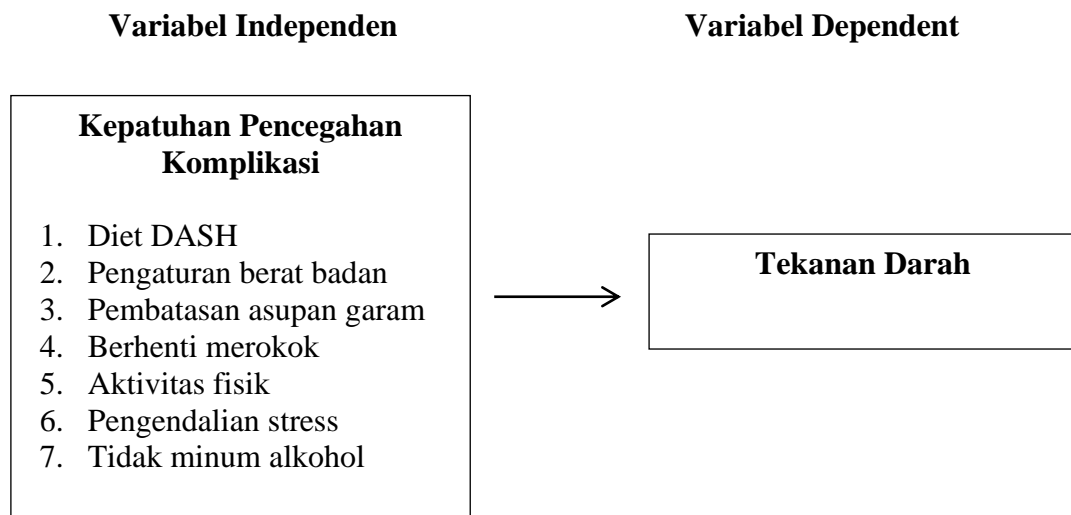 Variabel Independen
Variabel Dependent
Kepatuhan Pencegahan
Komplikasi
1. Diet DASH
2. Pengaturan berat badan
3. Pembatasan asupan garam
4. Berhenti merokok
5. Aktivitas fisik
6. Pengendalian stress
7. Tidak minum alkohol
Tekanan Darah